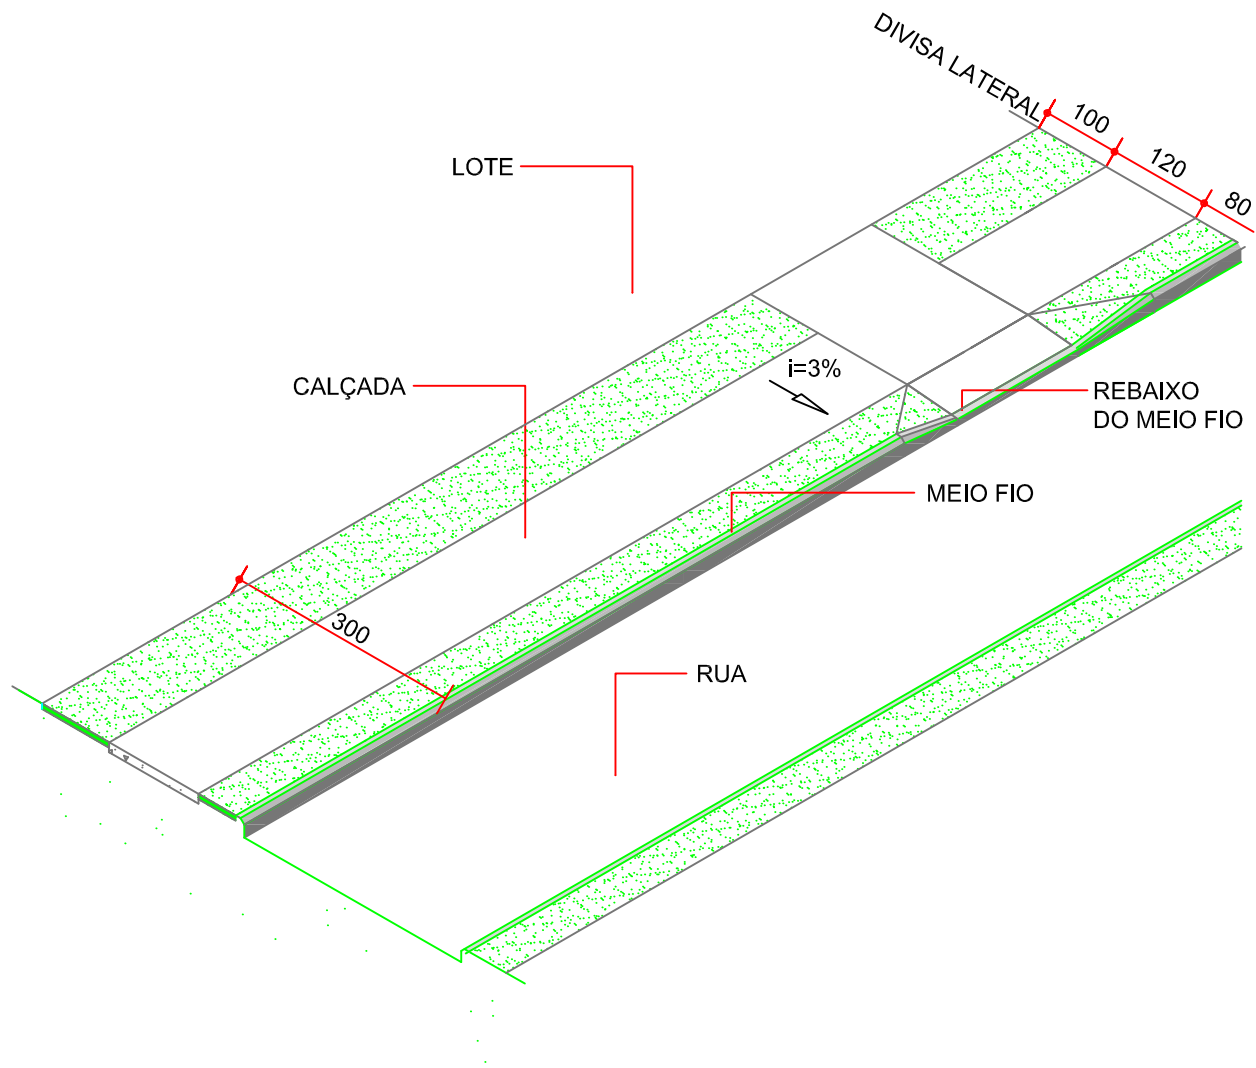 DIVISA LATERAL
100
120
80
LOTE
i=3%
CALÇADA
REBAIXO
DO MEIO FIO
MEIO FIO
300
RUA